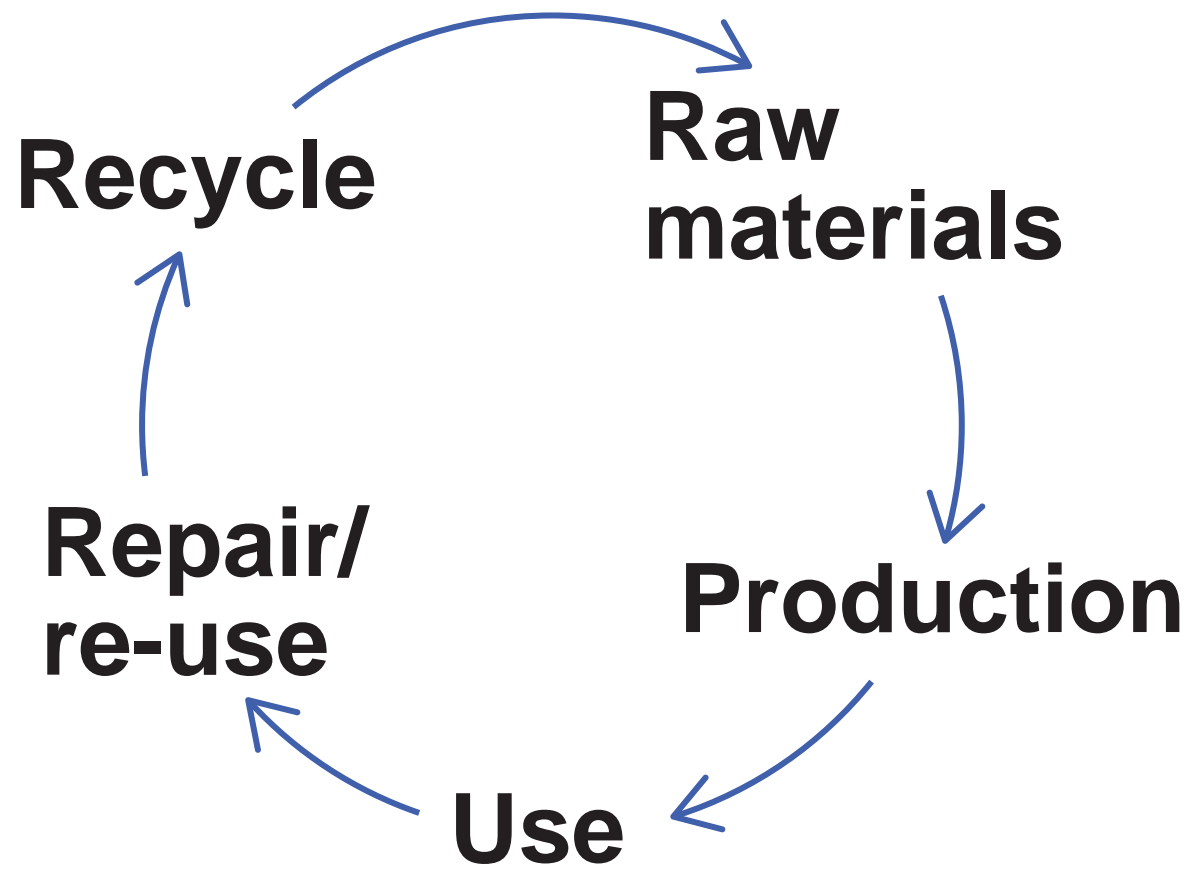 Recycle
Raw
materials
Production
Use
Repair/
re-use